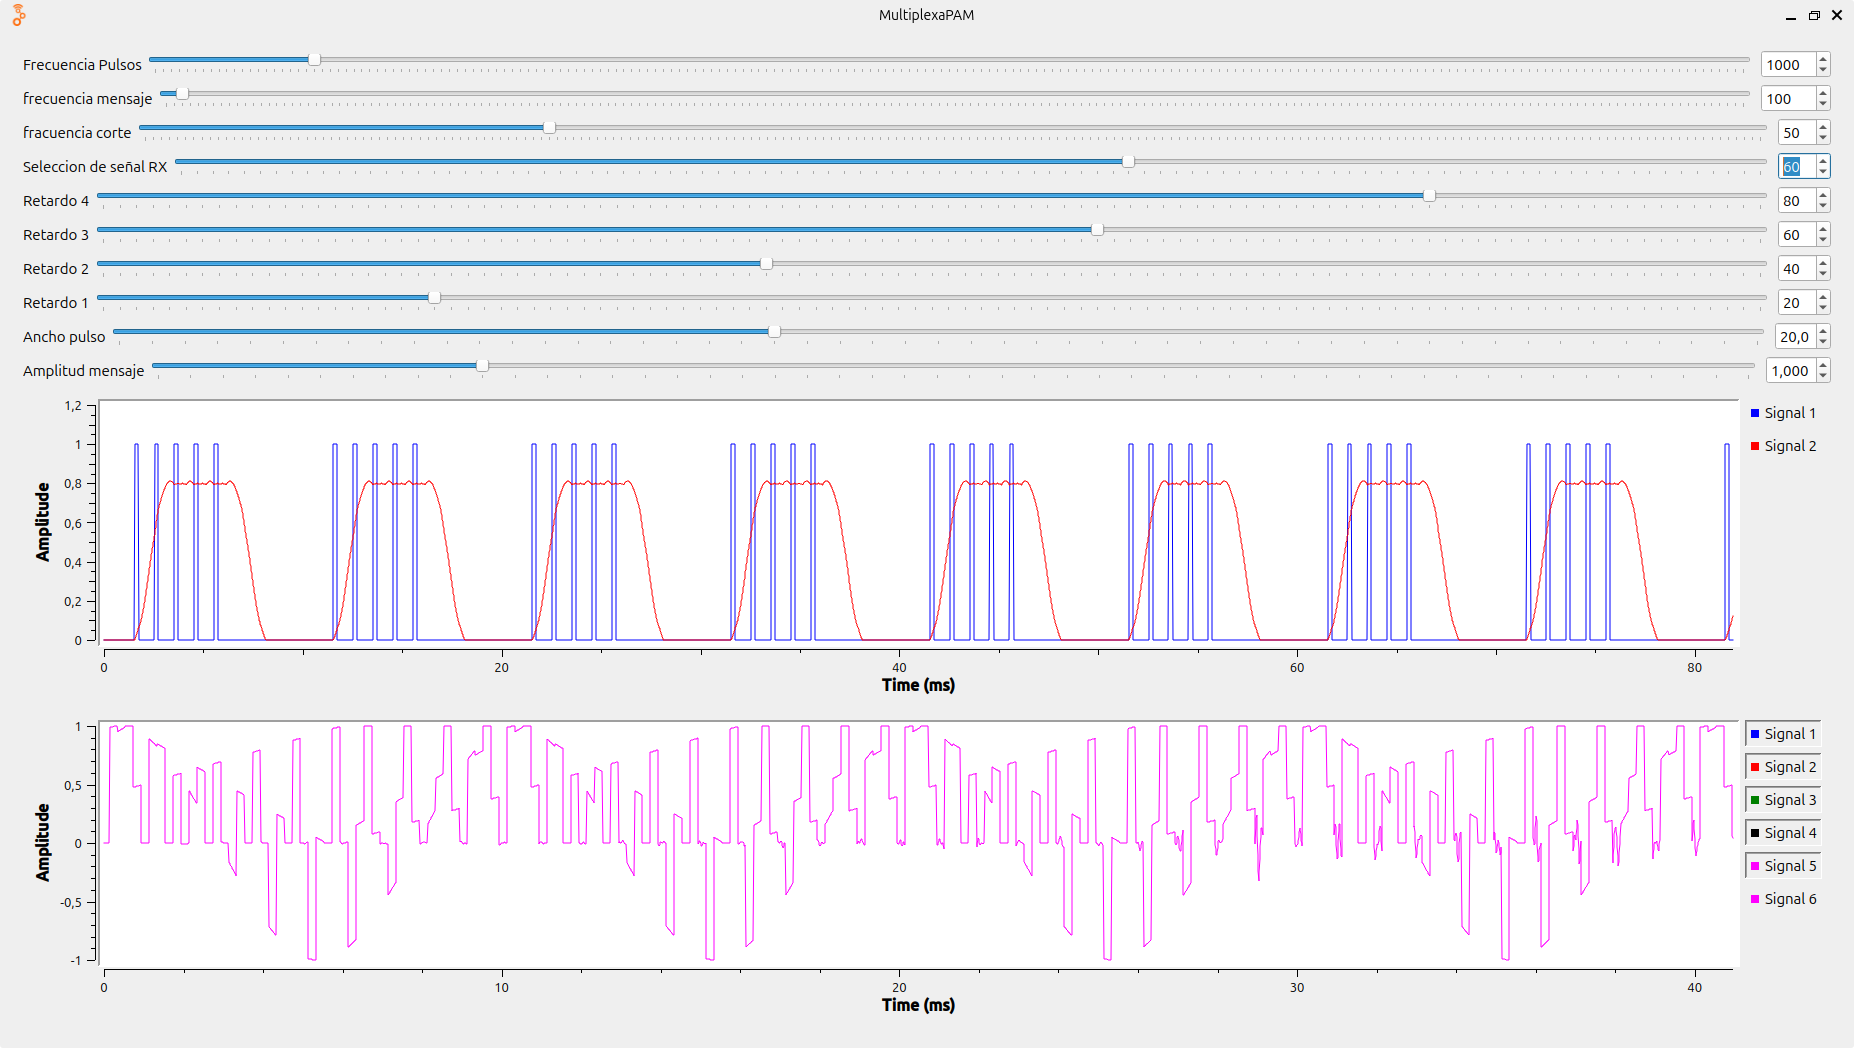 MultiplexaPAM
Frecuencia Pulsos 1000
frecuencia mensaje 100
fracuencia corte 50
Seleccion de señal RX 60
Retardo 4 80
Retardo 3 60
Retardo 2 40
Retardo 1 20
Ancho pulso 20,0
Amplitud mensaje 1,000
1,2
1
0,8
0,6
0,4
0,2
0
Amplitude
0 20 40 60 80
Time (ms)
Signal 1
Signal 2
1
0,5
0
-0,5
-1
Amplitude
0 10 20 30 40
Time (ms)
Signal 1
Signal 2
Signal 3
Signal 4
Signal 5
Signal 6